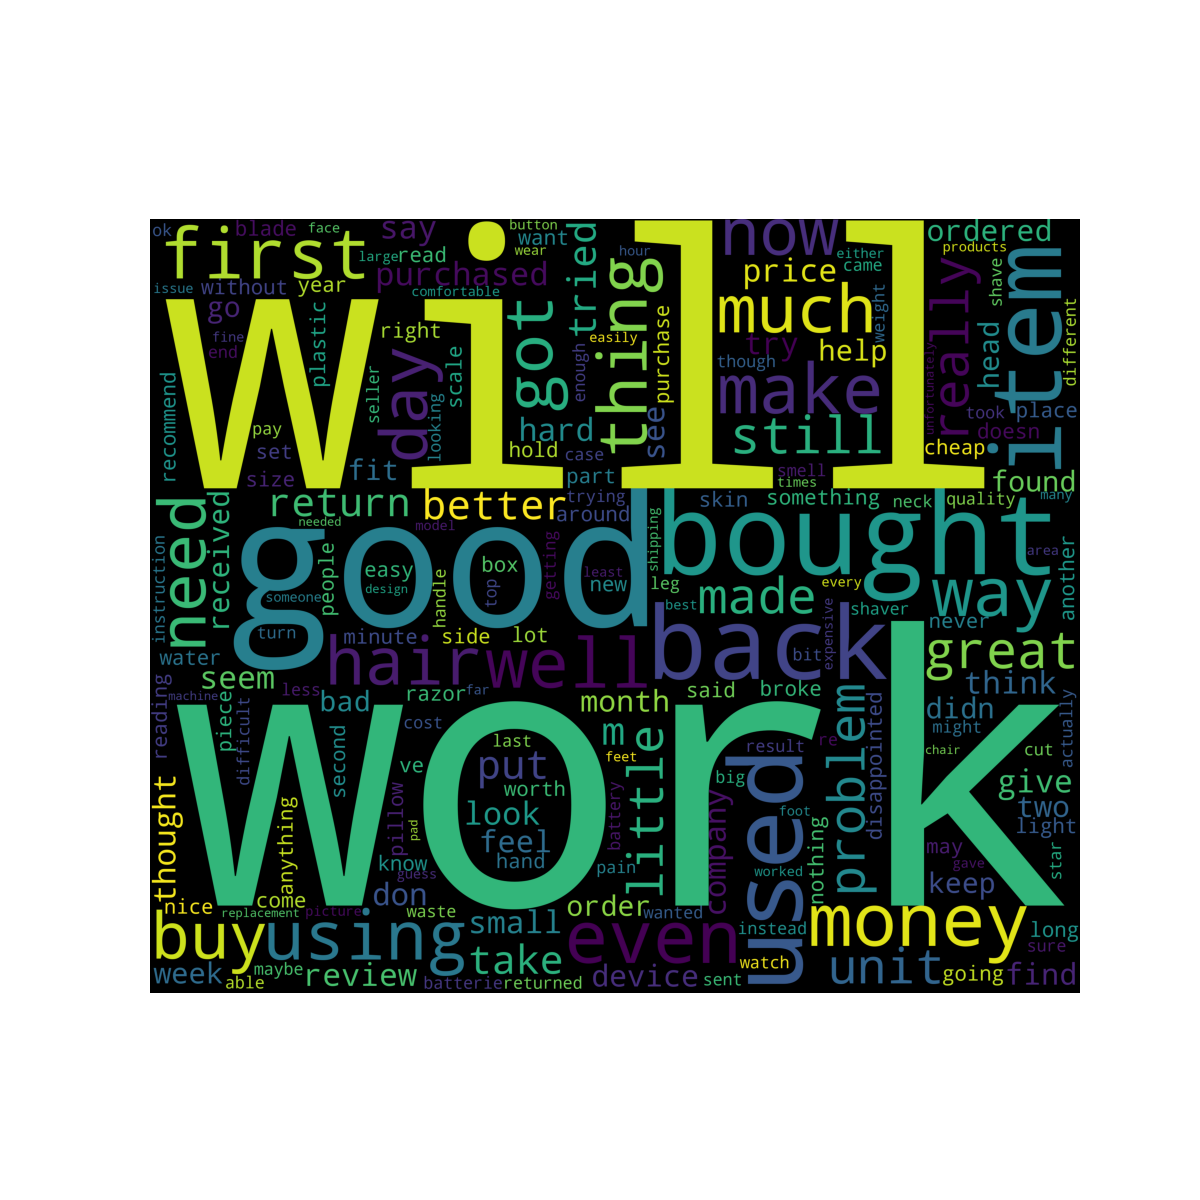 ok
blade
face
say
button
want
tried
hour
will
now
either
ordered
products
first
large
read
wear
price
came
shave
issue
without
year
purchased
comfortable
got
thing
purchase
much
weight
really
head
item
different
go
fine
end
plastic
right
scale
easily
enough
see
though
try
help
make
unfortunately
took
place
recommend
seller
day
looking
hard
still
doesn
pay
set
hold
case
cheap
size
fit
part
smell
times
found
return
better
trying
skin
something
neck
quality
many
need
received
needed
model
around
good
bought
area
instruction
people
easy
box
getting
shipping
another
someone
design
handle
top
least
new
leg
made
every
way
best
shaver
turn
minute
side
lot
back
never
water
hair
well
bit
expensive
great
seem
less
said
broke
think
machine
bad
razor
far
month
work
reading
piece
difficult
second
cost
m
problem
didn
might
actually
last
feet
result
re
chair
cut
ve
put
worth
little
big
disappointed
give
thought
anything
pillow
pad
look
battery
company
used
foot
two
light
feel
nothing
star
know
hand
pain
worked
may
gave
come
guess
don
keep
nice
replacement
picture
waste
order
wanted
buy
using
small
even
instead
money
long
sure
take
watch
unit
week
able
maybe
review
batterie
returned
device
sent
going
find